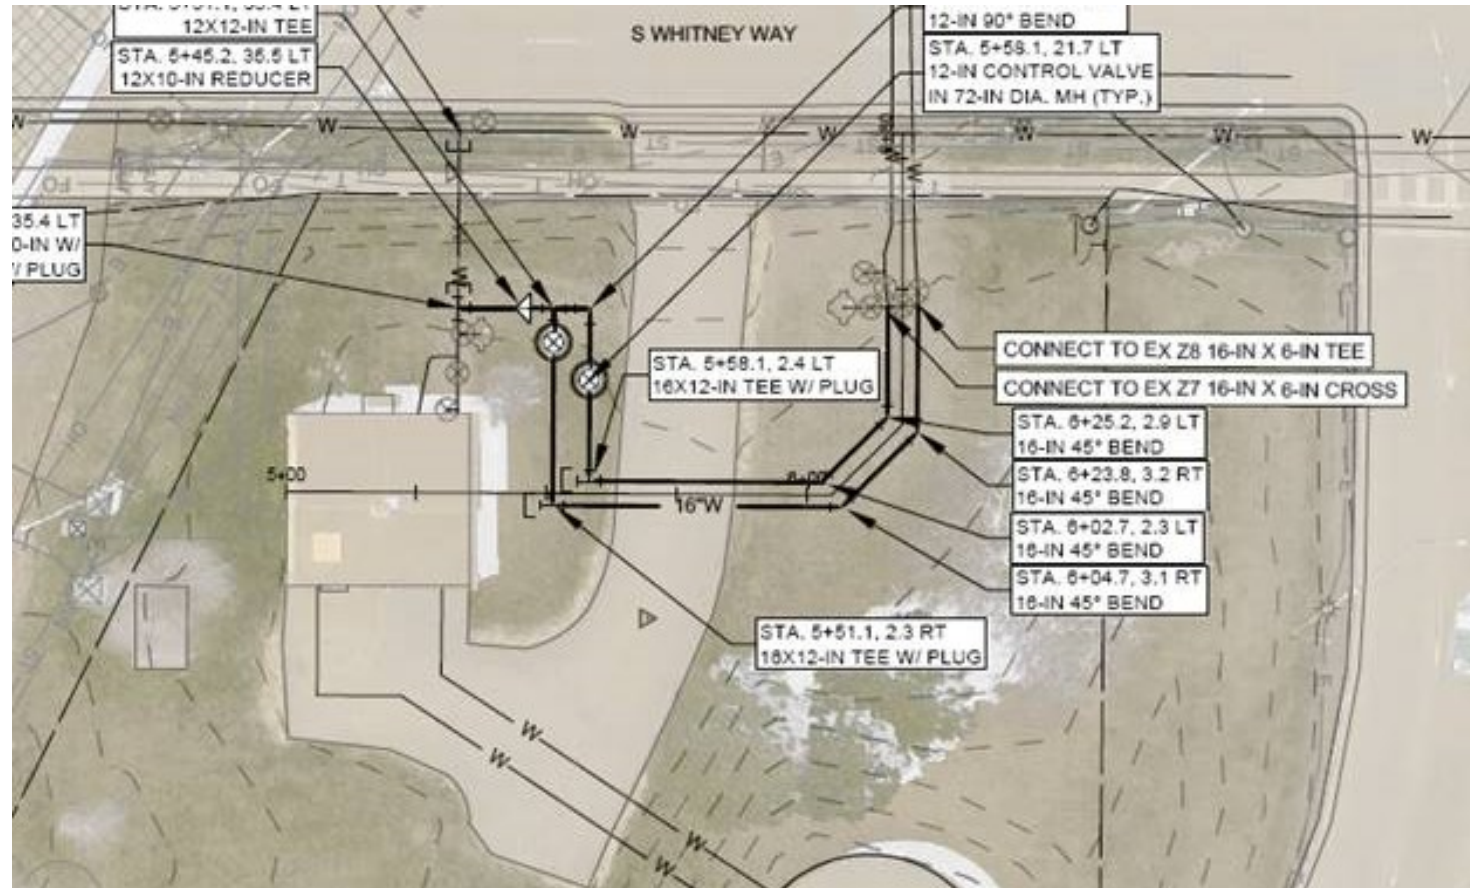 12X12-IN TEE
STA. 5+45.2, 35.5 LT
12X10-IN REDUCER
S WHITNEY WAY
12-IN 90° BEND
STA. 5+58.1, 21.7 LT
12-IN CONTROL VALVE
IN 72-IN DIA. MH (TYP.)
W
W
W
W
W
W
W
ST
E
W
W
FO
T
FO
T
OH
T
35.4 LT
0-IN W/
/ PLUG
W
STA. 5+58.1, 2.4 LT
16X12-IN TEE W/ PLUG
CONNECT TO EX Z8 16-IN X 6-IN TEE
CONNECT TO EX Z7 16-IN X 6-IN CROSS
STA. 6+25.2, 2.9 LT
16-IN 45° BEND
STA. 6+23.8, 3.2 RT
16-IN 45° BEND
STA. 6+02.7, 2.3 LT
16-IN 45° BEND
STA. 6+04.7, 3.1 RT
16-IN 45° BEND
5+00
6+00
16"W
STA. 5+51.1, 2.3 RT
16X12-IN TEE W/ PLUG
W
W
W
W